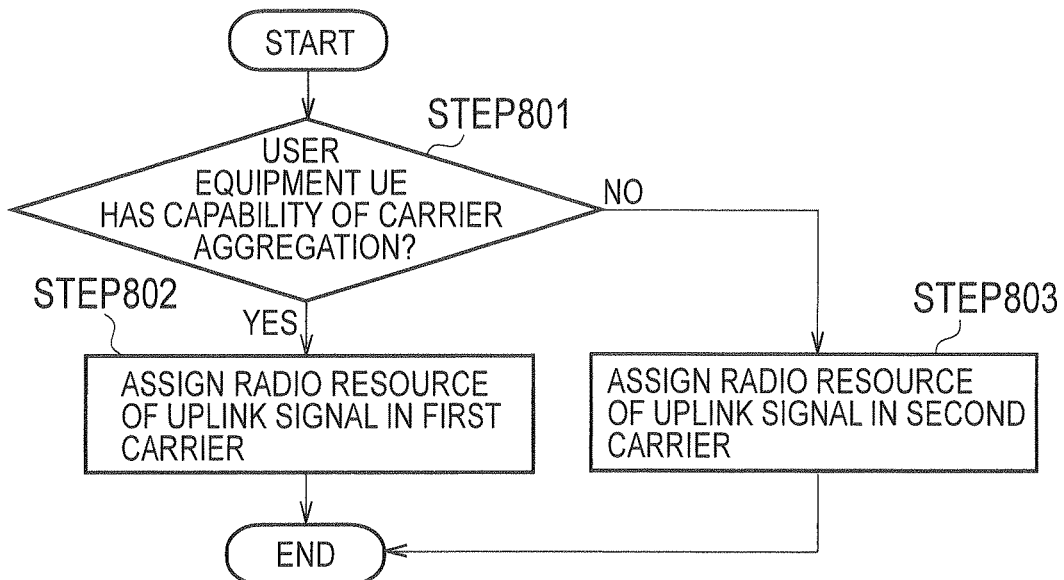 START
STEP801
USER
EQUIPMENT UE
HAS CAPABILITY OF CARRIER
AGGREGATION?
NO
STEP802
YES
STEP803
ASSIGN RADIO RESOURCE
OF UPLINK SIGNAL IN FIRST
CARRIER
ASSIGN RADIO RESOURCE
OF UPLINK SIGNAL IN SECOND
CARRIER
END